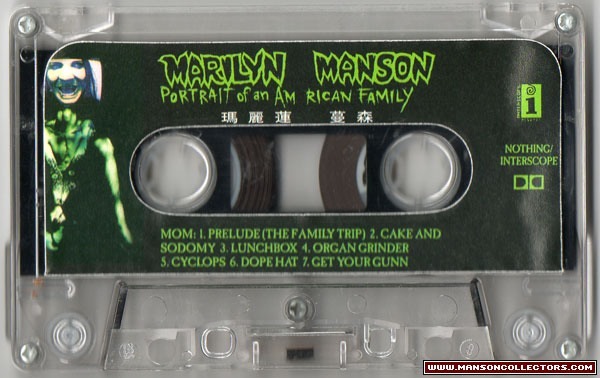 MARILYN MANSON
PORTRAIT of an AM RICAN FAMILY
瑪麗蓮 蔓森
i
NOTHING/
INTERSCOPE
MOM: 1. PRELUDE (THE FAMILY TRIP) 2. CAKE AND
SODOMY 3. LUNCHBOX 4. ORGAN GRINDER
5. CYCLOPS 6. DOPE HAT 7. GET YOUR GUNN
WWW.MANSONCOLLECTORS.COM